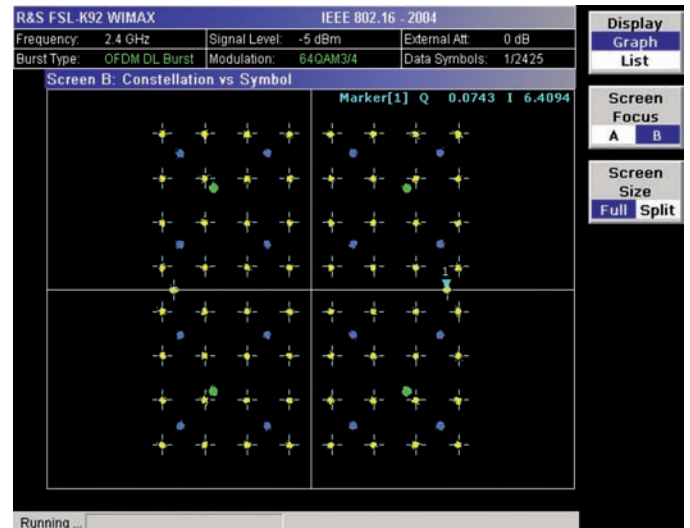 R&S FSL-K92 WIMAX IEEE 802.16 - 2004
Frequency: 2.4 GHz Signal Level: -5 dBm External Att: 0 dB
Burst Type: OFDM DL Burst Modulation: 64QAM3/4 Data Symbols: 1/2425
Screen B: Constellation vs Symbol
Marker[1] Q 0.0743 I 6.4094
1
Running ...
Display
Graph
List
Screen
Focus
A B
Screen
Size
Full Split